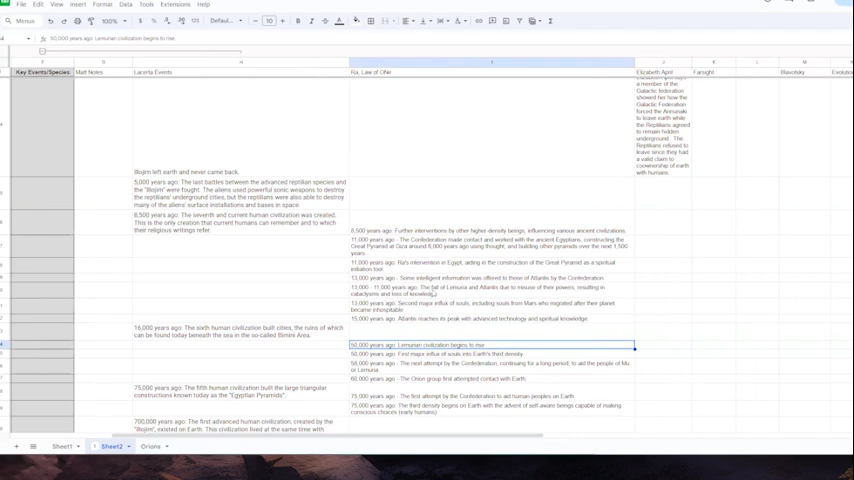 File Edit View Insert Format Data Tools Extensions Help
Menus 100% $ % Defaul... 10 B I A
50,000 years ago: Lemurian civilization begins to rise.
F G H I J K L M
Key Events/Species Matt Notes Lacerta Events Ra, Law of ONe Elizabeth April Farsight Blavotsky Evolution
a member of the
Galactic federation
showed her how the
Galactic Federation
forced the Annunaki
to leave earth while
the Reptilians agreed
to remain hidden
underground. The
Reptilians refused to
leave since they had
a valid claim to
coownership of earth
with humans.
Illojim left earth and never came back.
5,000 years ago: The last battles between the advanced reptilian species and
the "Illojim" were fought. The aliens used powerful sonic weapons to destroy
the reptilians' underground cities, but the reptilians were also able to destroy
many of the aliens' surface installations and bases in space.
8,500 years ago: The seventh and current human civilization was created.
This is the only creation that current humans can remember and to which
their religious writings refer.
8,500 years ago: Further interventions by other higher-density beings, influencing various ancient civilizations.
11,000 years ago - The Confederation made contact and worked with the ancient Egyptians, constructing the
Great Pyramid at Giza around 6,000 years ago using thought, and building other pyramids over the next 1,500
years.
11,000 years ago: Ra's intervention in Egypt, aiding in the construction of the Great Pyramid as a spiritual
initiation tool.
13,000 years ago - Some intelligent information was offered to those of Atlantis by the Confederation.
13,000 - 11,000 years ago: The fall of Lemuria and Atlantis due to misuse of their powers, resulting in
cataclysms and loss of knowledge.
13,000 years ago: Second major influx of souls, including souls from Mars who migrated after their planet
became inhospitable.
15,000 years ago: Atlantis reaches its peak with advanced technology and spiritual knowledge.
16,000 years ago: The sixth human civilization built cities, the ruins of which
can be found today beneath the sea in the so-called Bimini Area.
50,000 years ago: Lemurian civilization begins to rise.
50,000 years ago: First major influx of souls into Earth's third density.
58,000 years ago - The next attempt by the Confederation, continuing for a long period, to aid the people of Mu
or Lemuria
60,000 years ago: The Orion group first attempted contact with Earth.
75,000 years ago: The fifth human civilization built the large triangular
constructions known today as the "Egyptian Pyramids".
75,000 years ago - The first attempt by the Confederation to aid human peoples on Earth.
75,000 years ago: The third density begins on Earth with the advent of self-aware beings capable of making
conscious choices (early humans)
700,000 years ago: The first advanced human civilization, created by the
"Illojim", existed on Earth. This civilization lived at the same time with
Sheet1 1 Sheet2 Orions